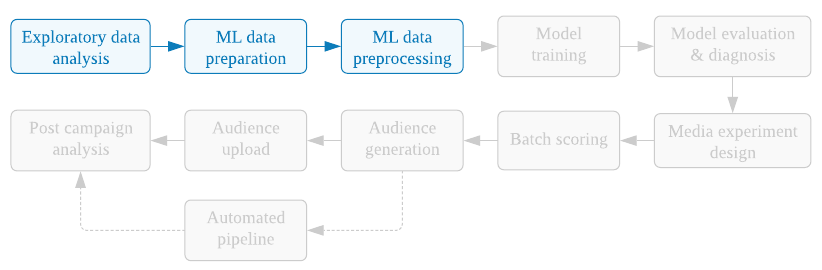 Exploratory data
analysis
ML data
preparation
ML data
preprocessing
Model
training
Model evaluation
& diagnosis
Post campaign
analysis
Audience
upload
Audience
generation
Batch scoring
Media experiment
design
Automated
pipeline